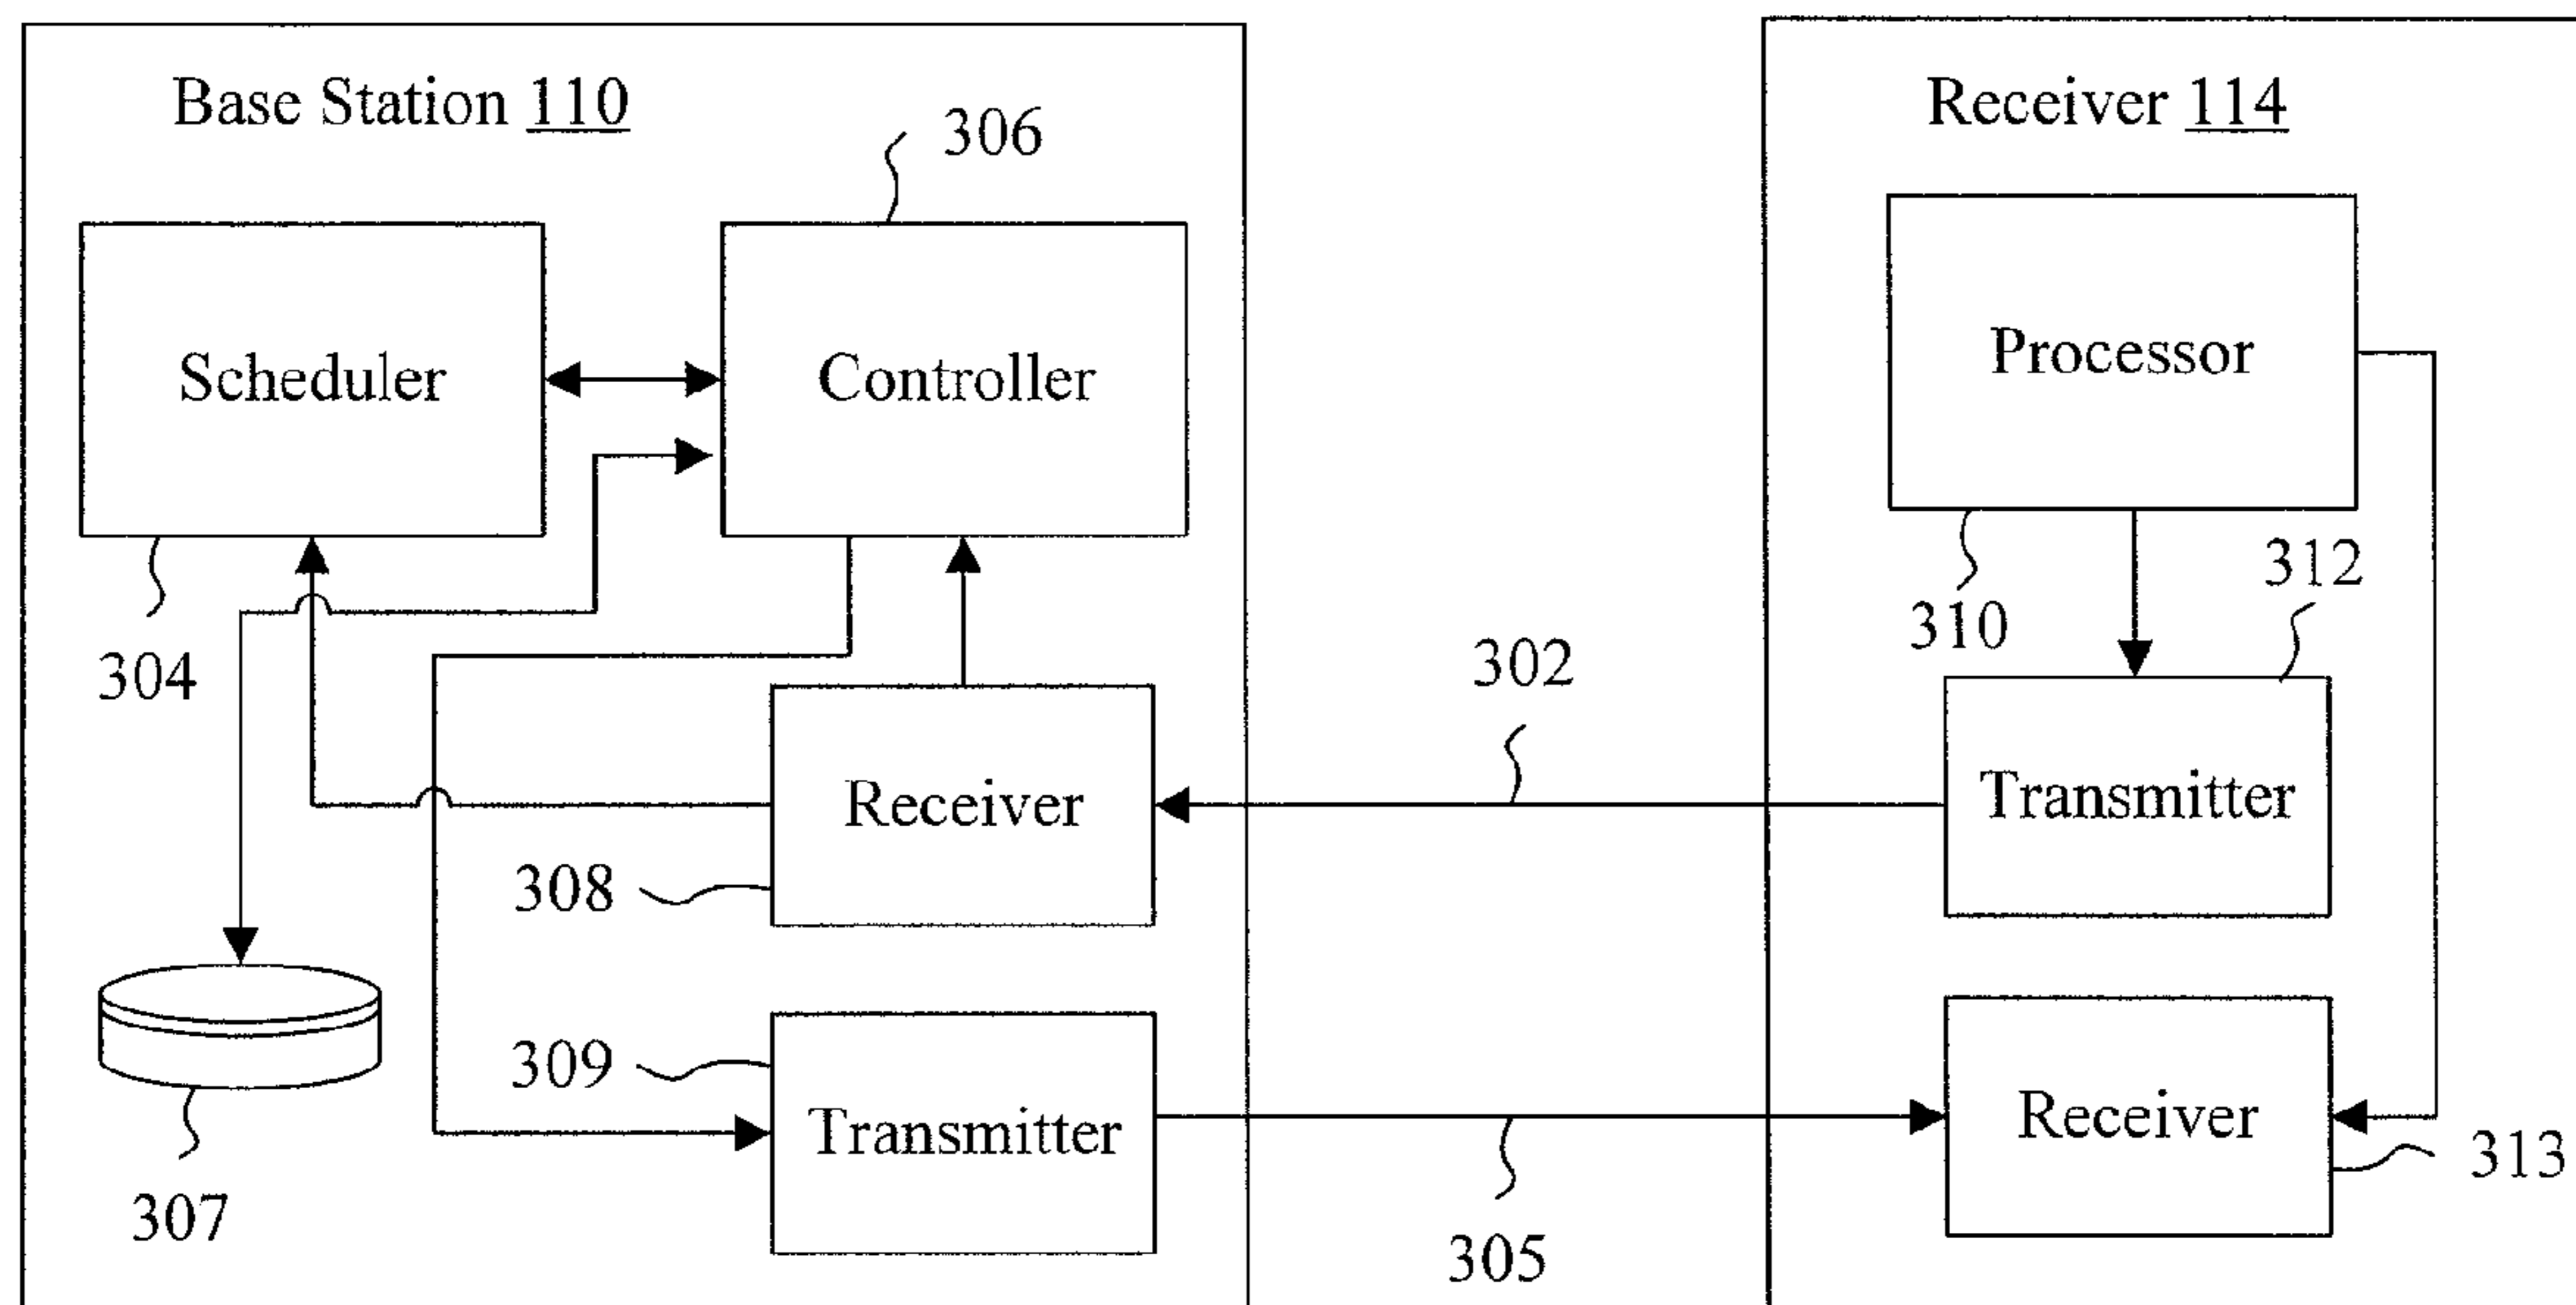 Base Station 110
306
Scheduler
Controller
304
Receiver
308
309
Transmitter
307
302
305
Receiver 114
Processor
310
312
Transmitter
Receiver
313